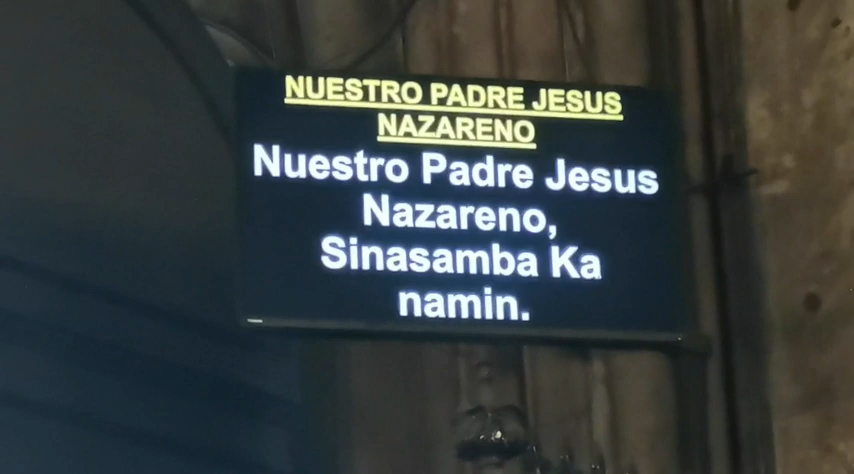 NUESTRO PADRE JESUS
NAZARENO
Nuestro Padre Jesus
Nazareno,
Sinasamba Ka
namin.